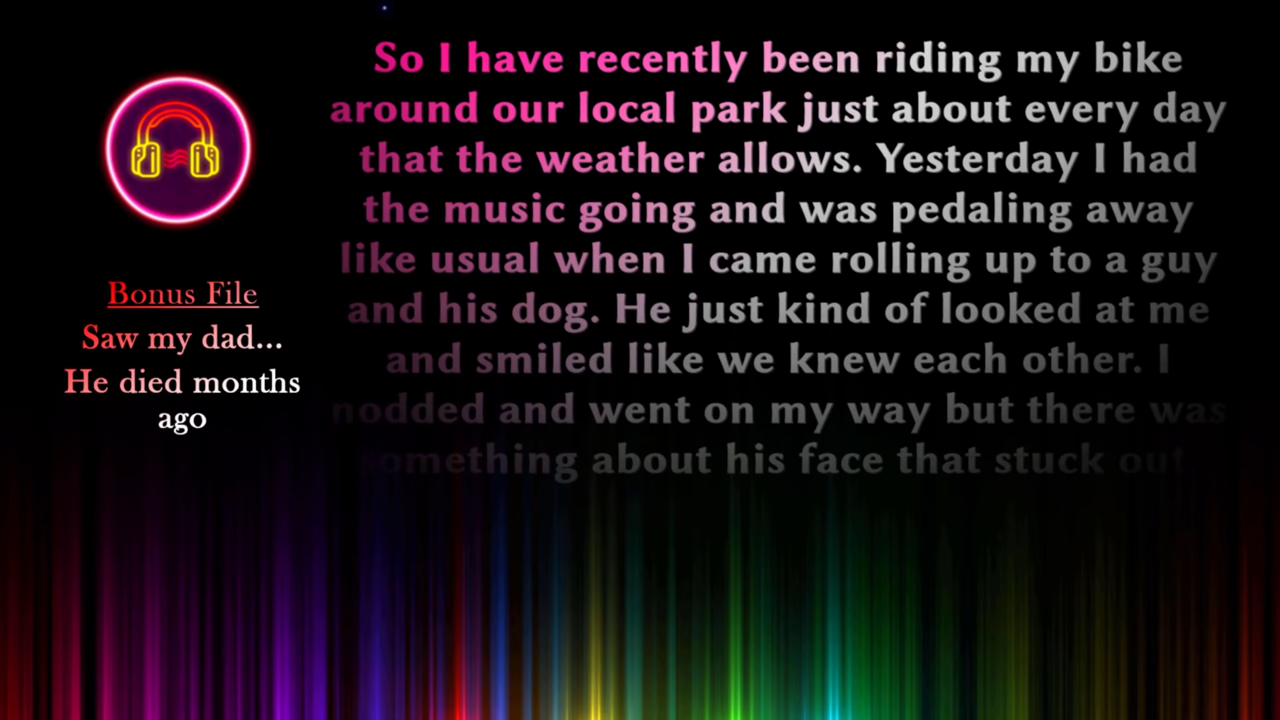 Bonus File
Saw my dad...
He died months
ago
So I have recently been riding my bike
around our local park just about every day
that the weather allows. Yesterday I had
the music going and was pedaling away
like usual when I came rolling up to a guy
and his dog. He just kind of looked at me
and smiled like we knew each other. I
nodded and went on my way but there was
something about his face that stuck out